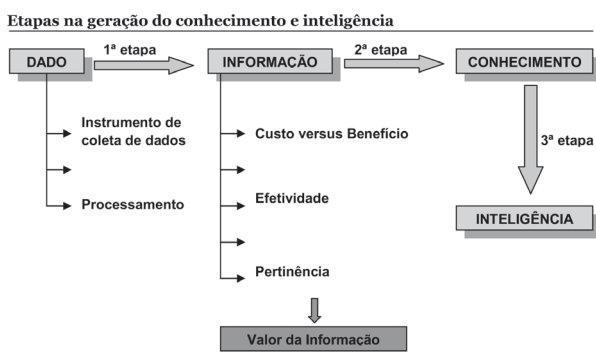 Etapas na geração do conhecimento e inteligência
DADO
1ª etapa
INFORMAÇÃO
2ª etapa
CONHECIMENTO
Instrumento de
coleta de dados
Processamento
Custo versus Benefício
Efetividade
Pertinência
3ª etapa
INTELIGÊNCIA
Valor da Informação